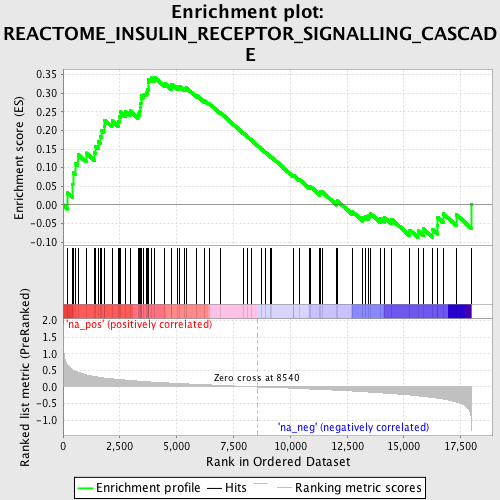 Enrichment plot:
REACTOME_INSULIN_RECEPTOR_SIGNALLING_CASCAD
E
Enrichment score (ES)
0.35
0.30
0.25
0.20
0.15
0.10
0.05
0.00
-0.05
-0.10
'na_pos' (positively correlated)
Ranked list metric (PreRanked)
2.0
1.5
1.0
0.5
0.0
-0.5
-1.0
Zero cross at 8540
'na_neg' (negatively correlated)
0
2,500
5,000
7,500
10,000
12,500
15,000
17,500
Rank in Ordered Dataset
Enrichment profile
Hits
Ranking metric scores